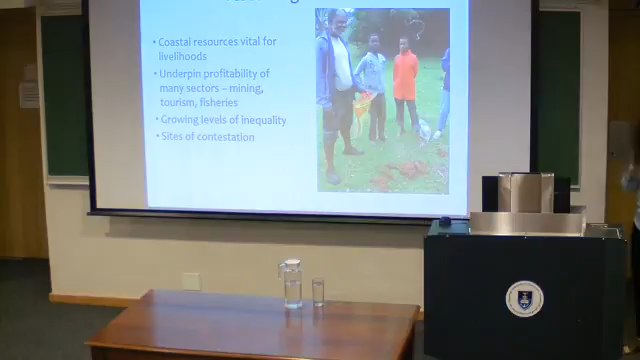 • Coastal resources vital for
livelihoods
• Underpin profitability of
many sectors – mining,
tourism, fisheries
• Growing levels of inequality
• Sites of contestation